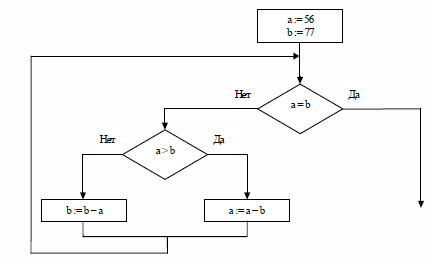 a := 56
b := 77
Нет
Да
a = b
Нет
Да
a > b
b := b – a
a := a – b